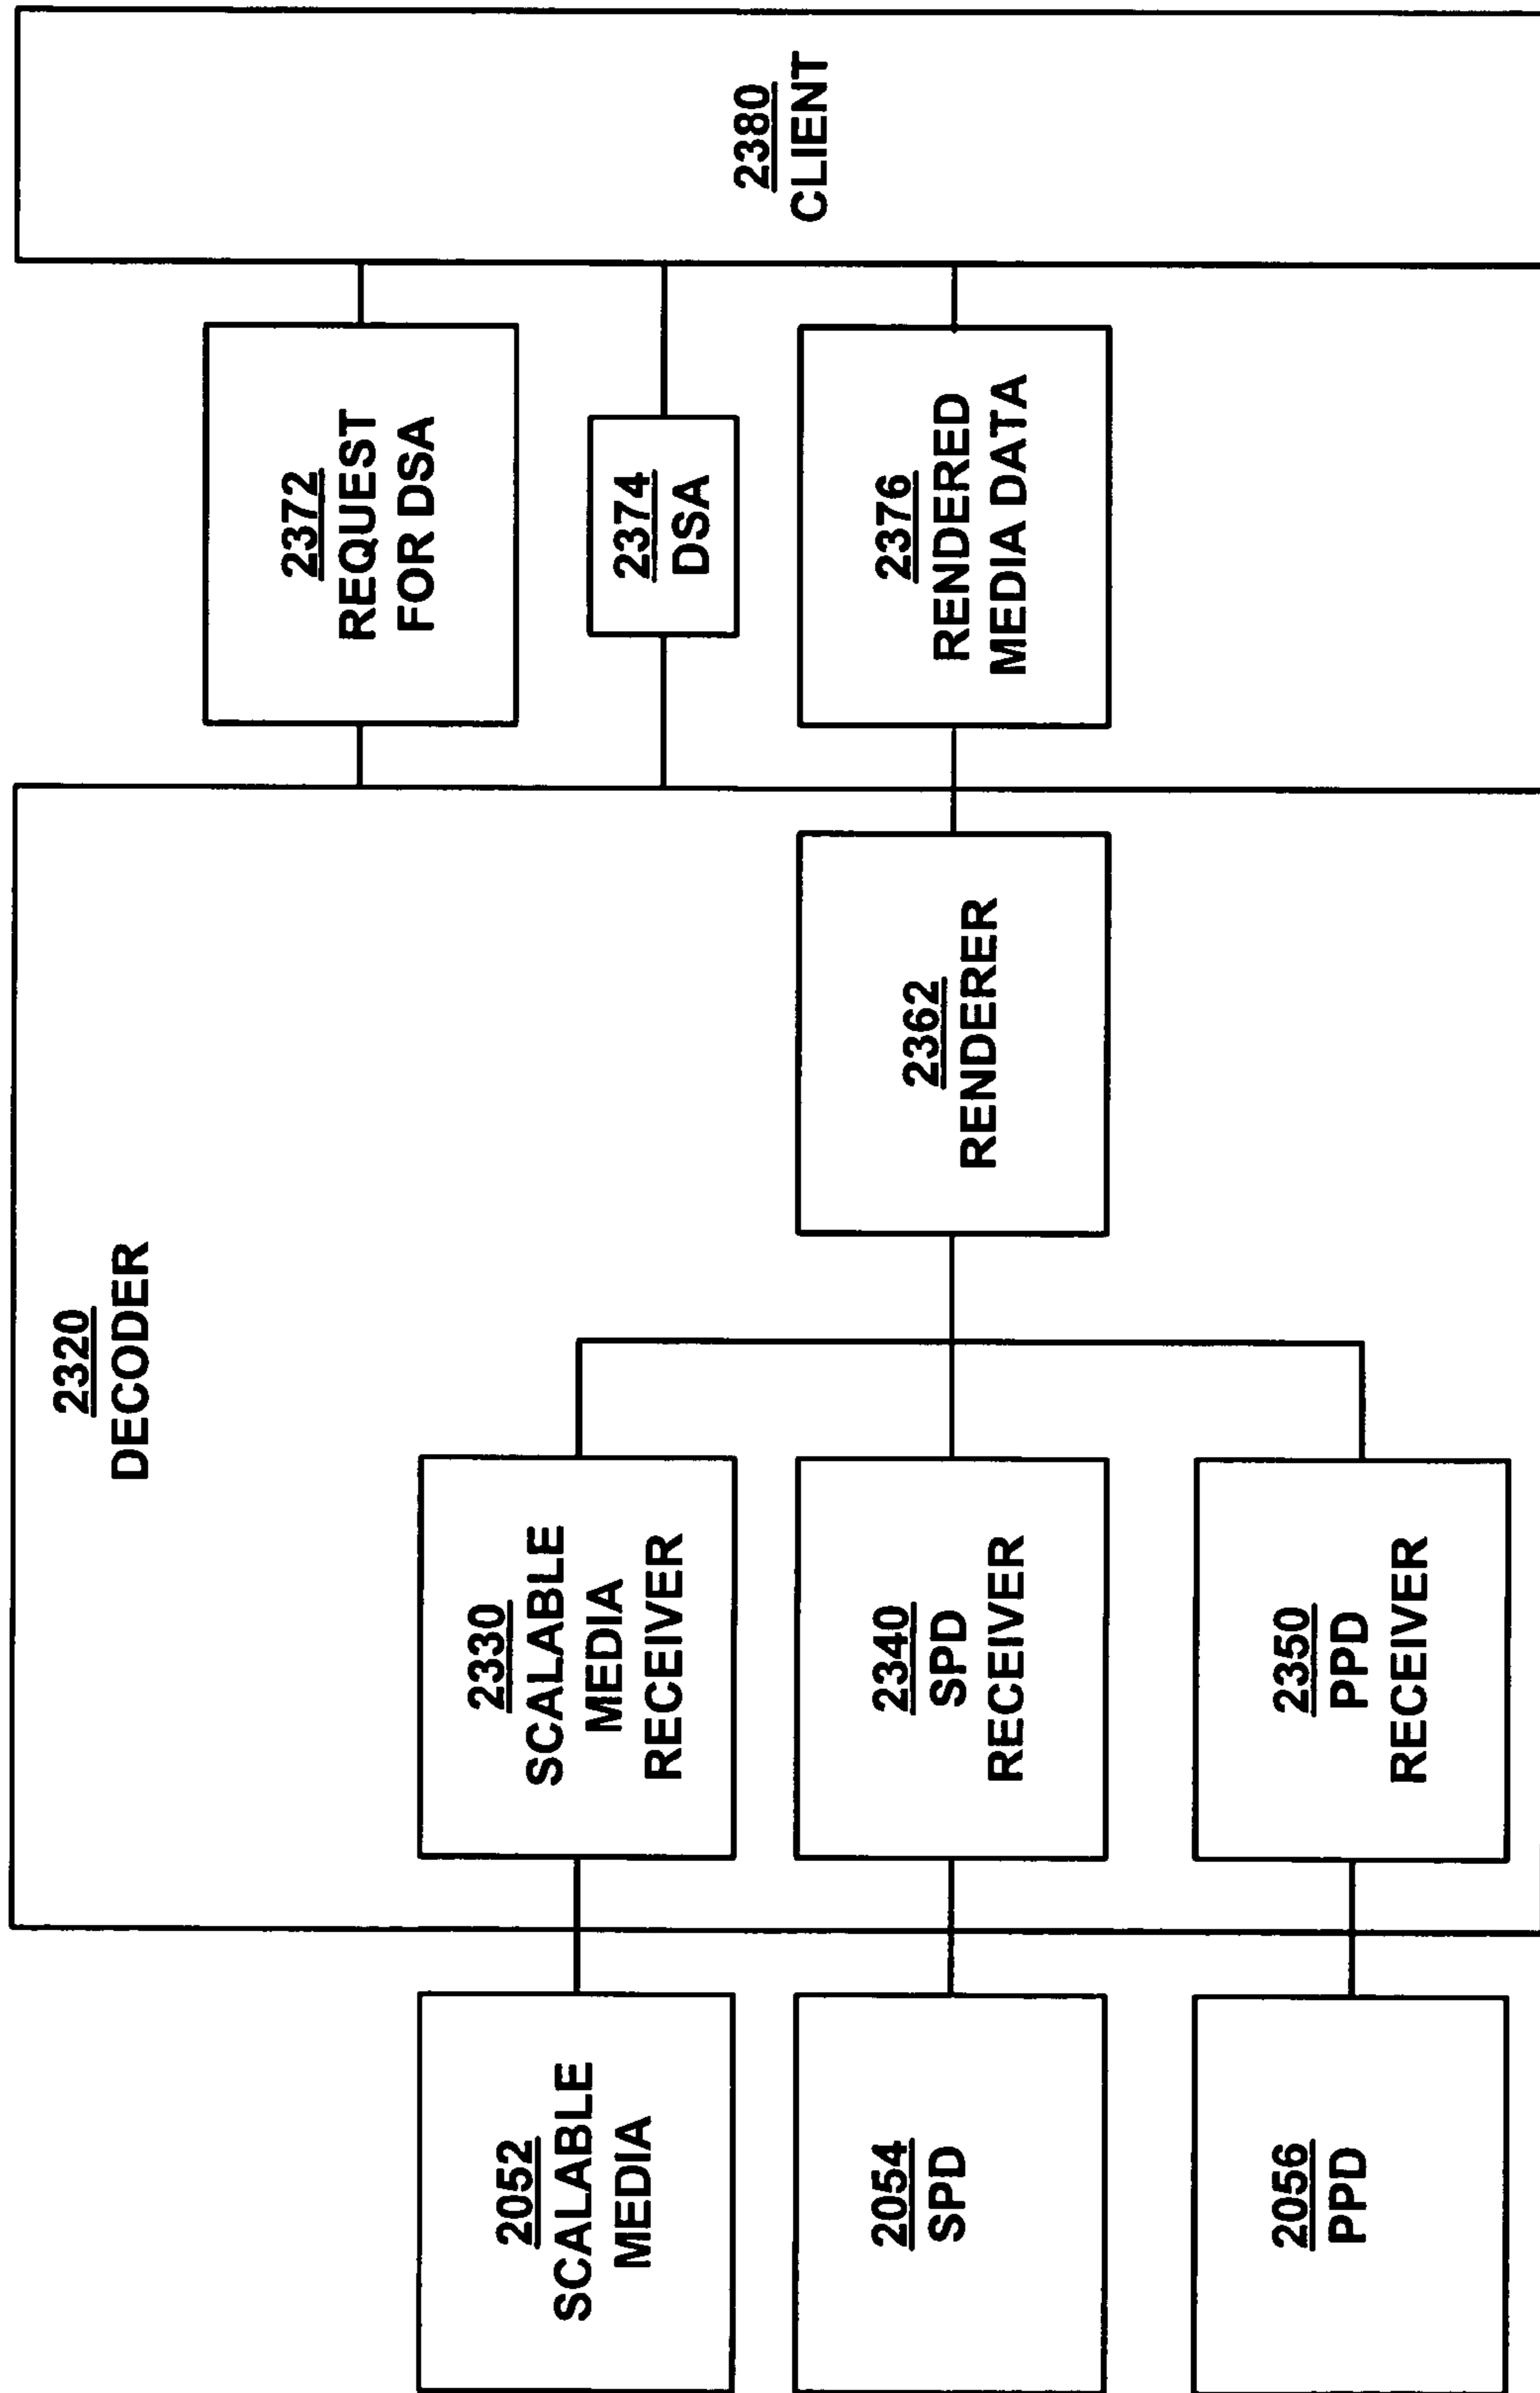 2320
DECODER
2052
SCALABLE
MEDIA
2330
SCALABLE
MEDIA
RECEIVER
2054
SPD
2340
SPD
RECEIVER
2056
PPD
2350
PPD
RECEIVER
2362
RENDERER
2372
REQUEST
FOR DSA
2374
DSA
2376
RENDERED
MEDIA DATA
2380
CLIENT